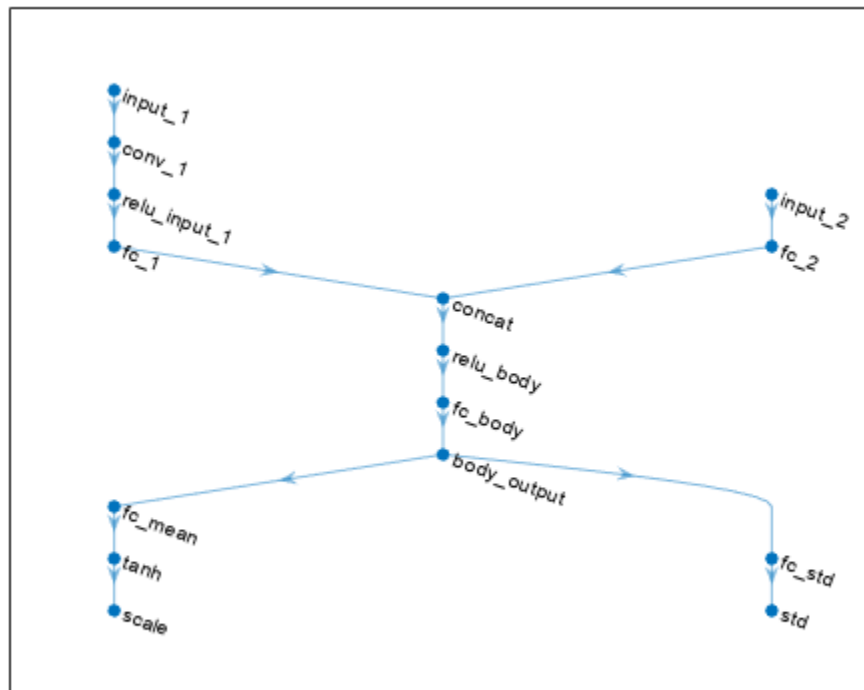 input_1
conv_1
relu_input_1
fc_1
input_2
fc_2
concat
relu_body
fc_body
body_output
fc_mean
tanh
scale
fc_std
std